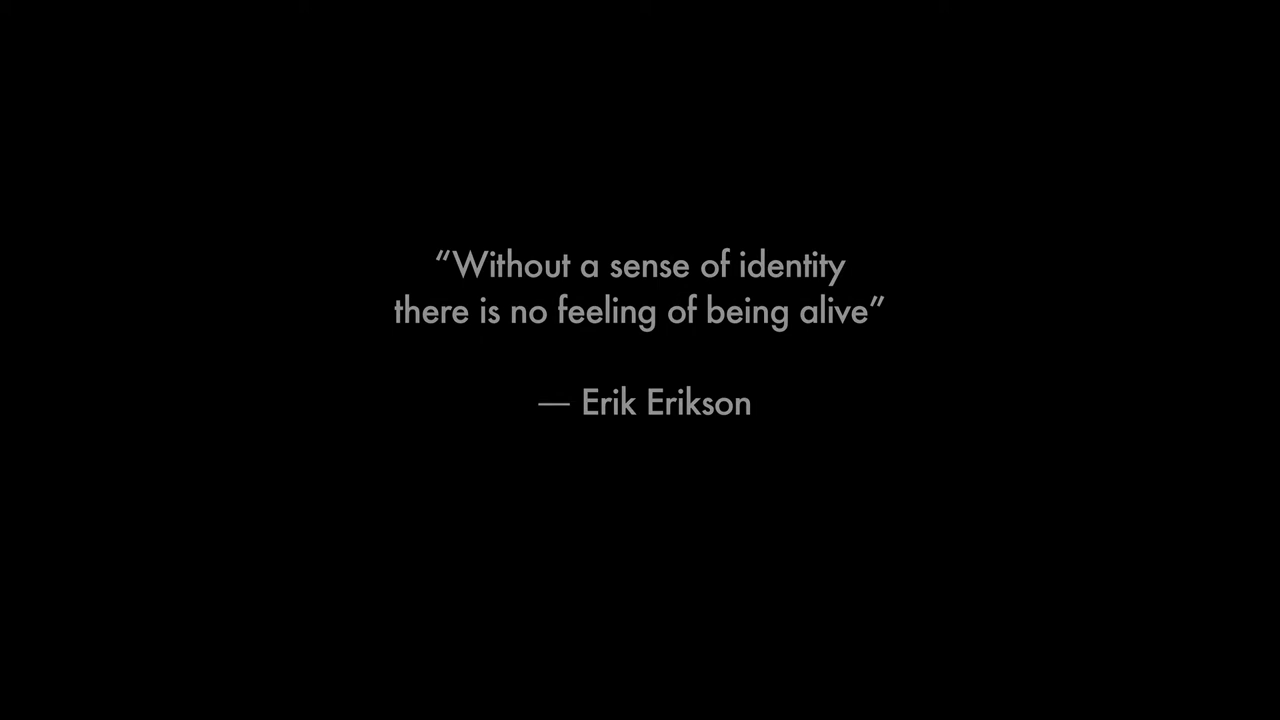 “Without a sense of identity
there is no feeling of being alive”
— Erik Erikson